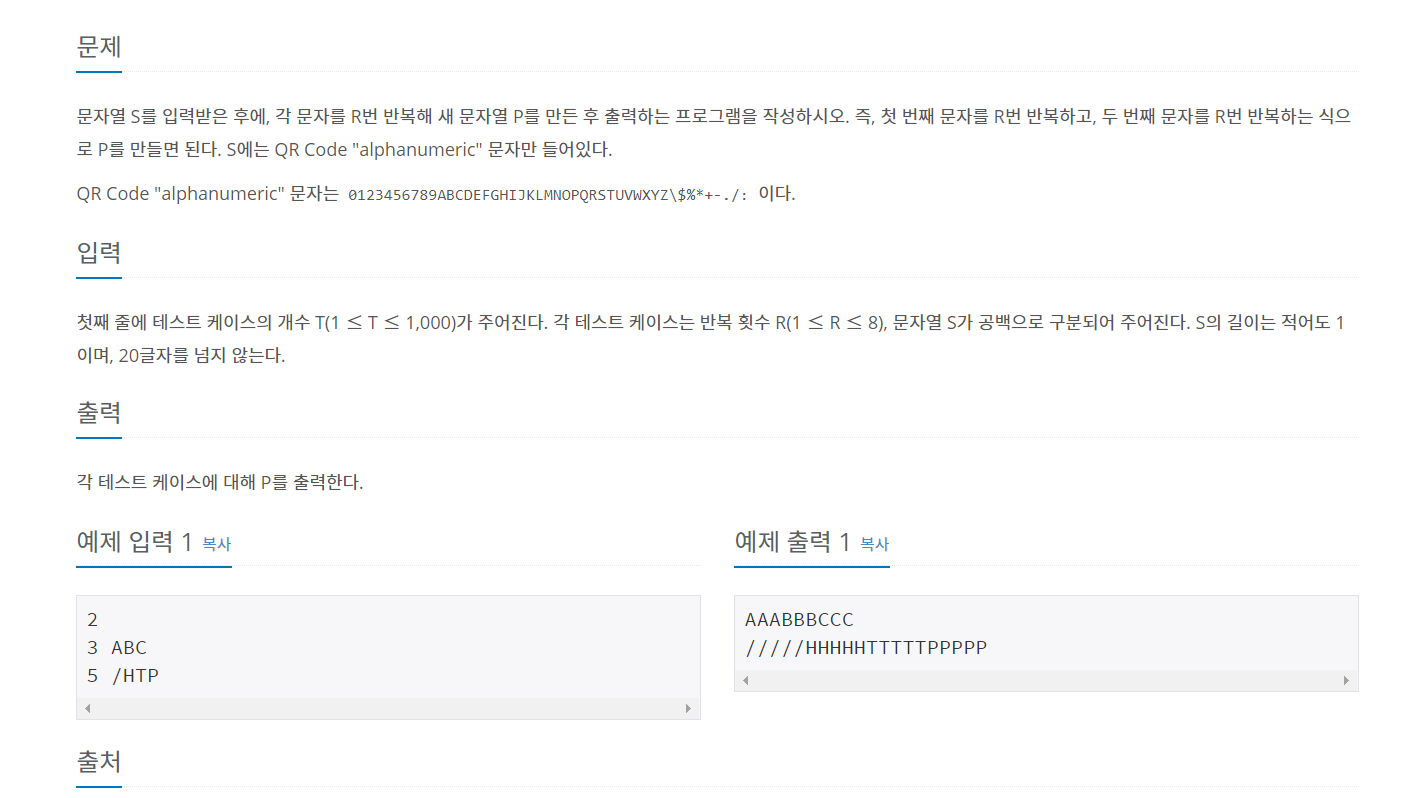 문제
문자열 S를 입력받은 후에, 각 문자를 R번 반복해 새 문자열 P를 만든 후 출력하는 프로그램을 작성하시오. 즉, 첫 번째 문자를 R번 반복하고, 두 번째 문자를 R번 반복하는 식으
로 P를 만들면 된다. S에는 QR Code "alphanumeric" 문자만 들어있다.
QR Code "alphanumeric" 문자는 0123456789ABCDEFGHIJKLMNOPQRSTUVWXYZ\$%*+-./: 이다.
입력
첫째 줄에 테스트 케이스의 개수 T(1 ≤ T ≤ 1,000)가 주어진다. 각 테스트 케이스는 반복 횟수 R(1 ≤ R ≤ 8), 문자열 S가 공백으로 구분되어 주어진다. S의 길이는 적어도 1
이며, 20글자를 넘지 않는다.
출력
각 테스트 케이스에 대해 P를 출력한다.
예제 입력 1 복사
2
3 ABC
5 /HTP
예제 출력 1 복사
AAABBBCCC
/////HHHHHTTTTTPPPPP
출처